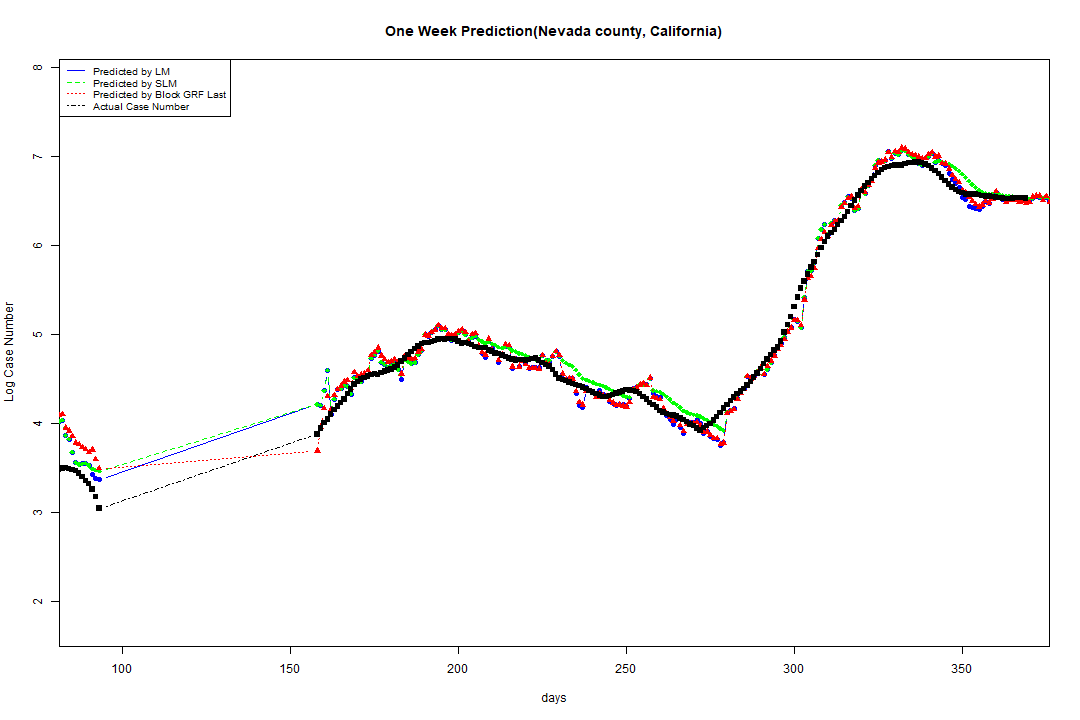 One Week Prediction(Nevada county, California)
Predicted by LM
Predicted by SLM
Predicted by Block GRF Last
Actual Case Number
8
7
6
5
4
3
2
Log Case Number
100 150 200 250 300 350
days